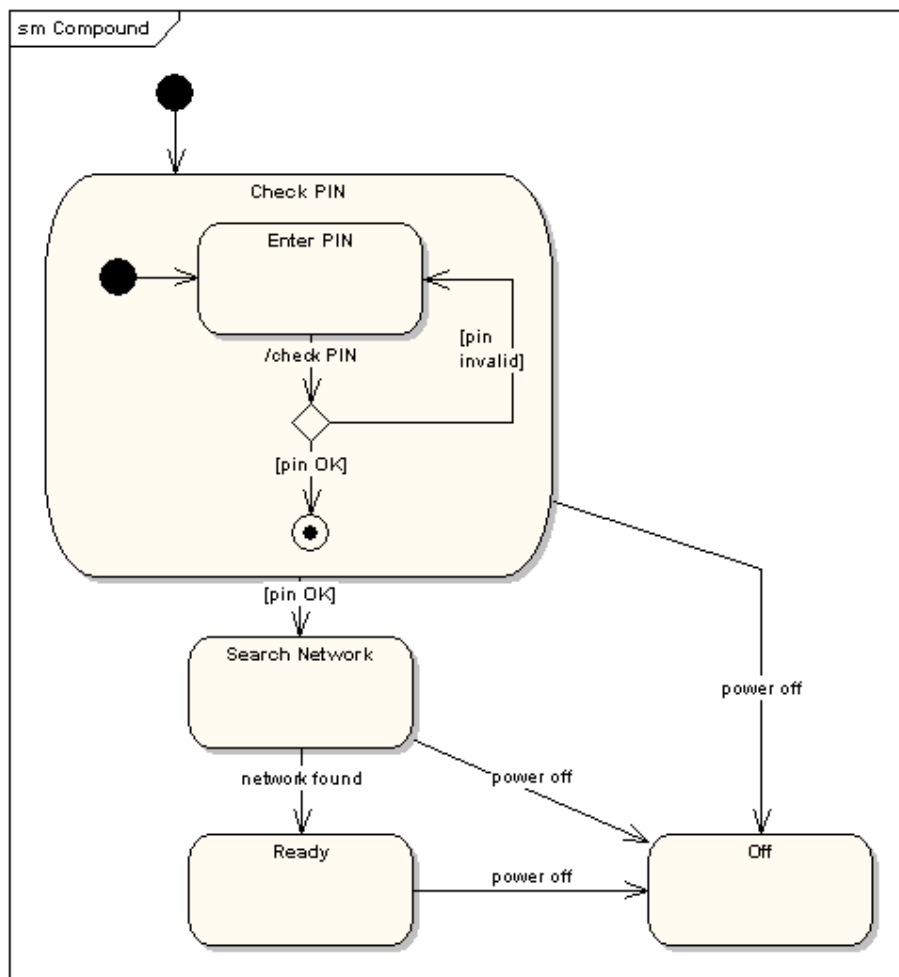 sm Compound
Check PIN
Enter PIN
/check PIN
[pin
invalid]
[pin OK]
[pin OK]
Search Network
power off
network found
power off
Ready
Off
power off